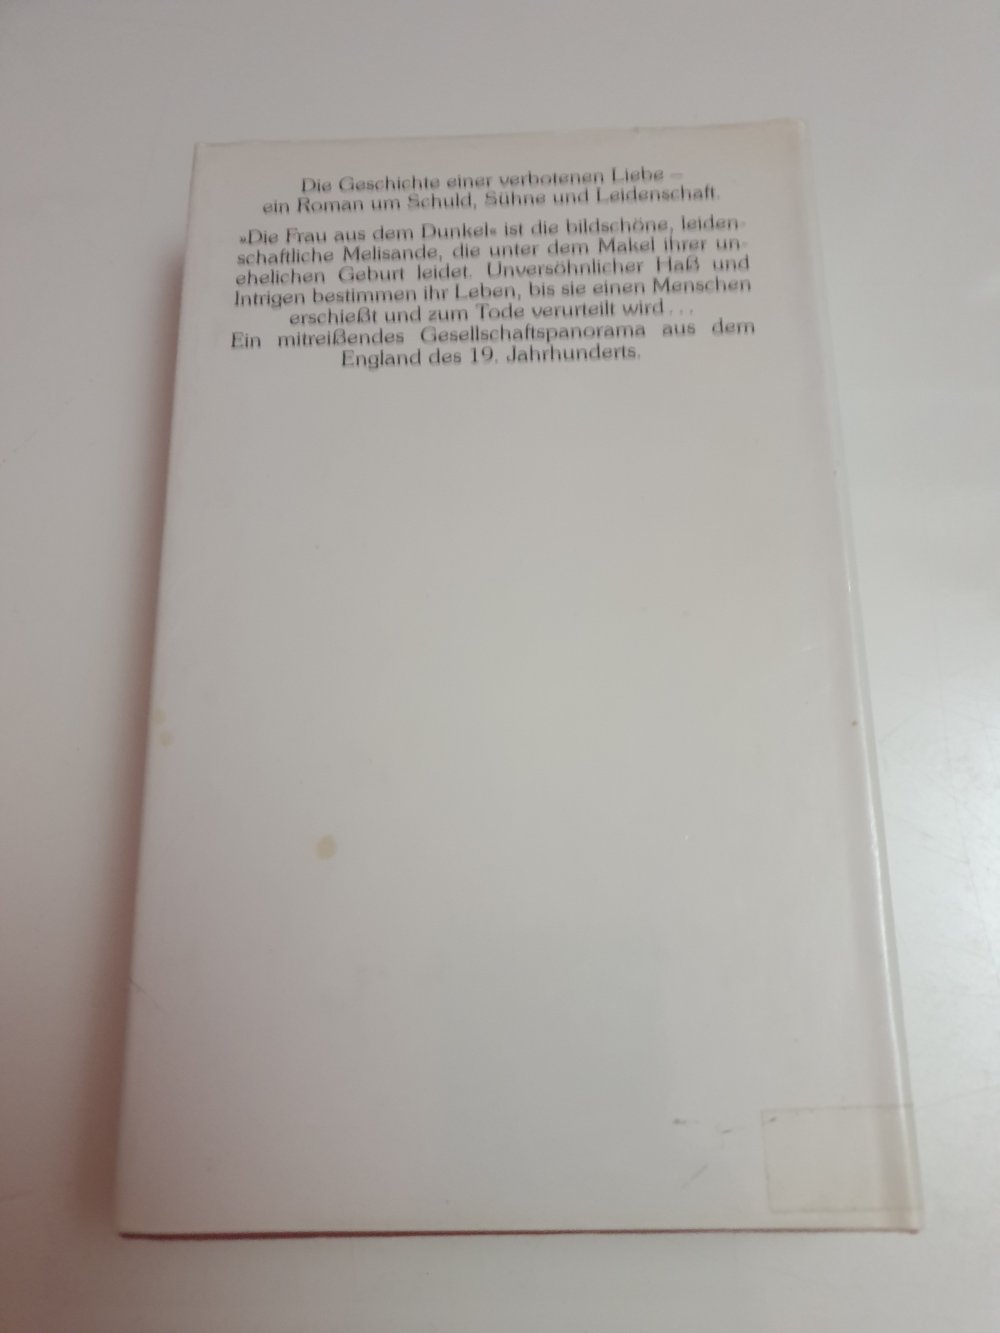 Die Geschichte einer verbotenen Liebe –
ein Roman um Schuld, Sühne und Leidenschaft.
»Die Frau aus dem Dunkel« ist die bildschöne, leiden-
schaftliche Melisande, die unter dem Makel ihrer un-
ehelichen Geburt leidet. Unversöhnlicher Haß und
Intrigen bestimmen ihr Leben, bis sie einen Menschen
erschießt und zum Tode verurteilt wird . . .
Ein mitreißendes Gesellschaftspanorama aus dem
England des 19. Jahrhunderts.